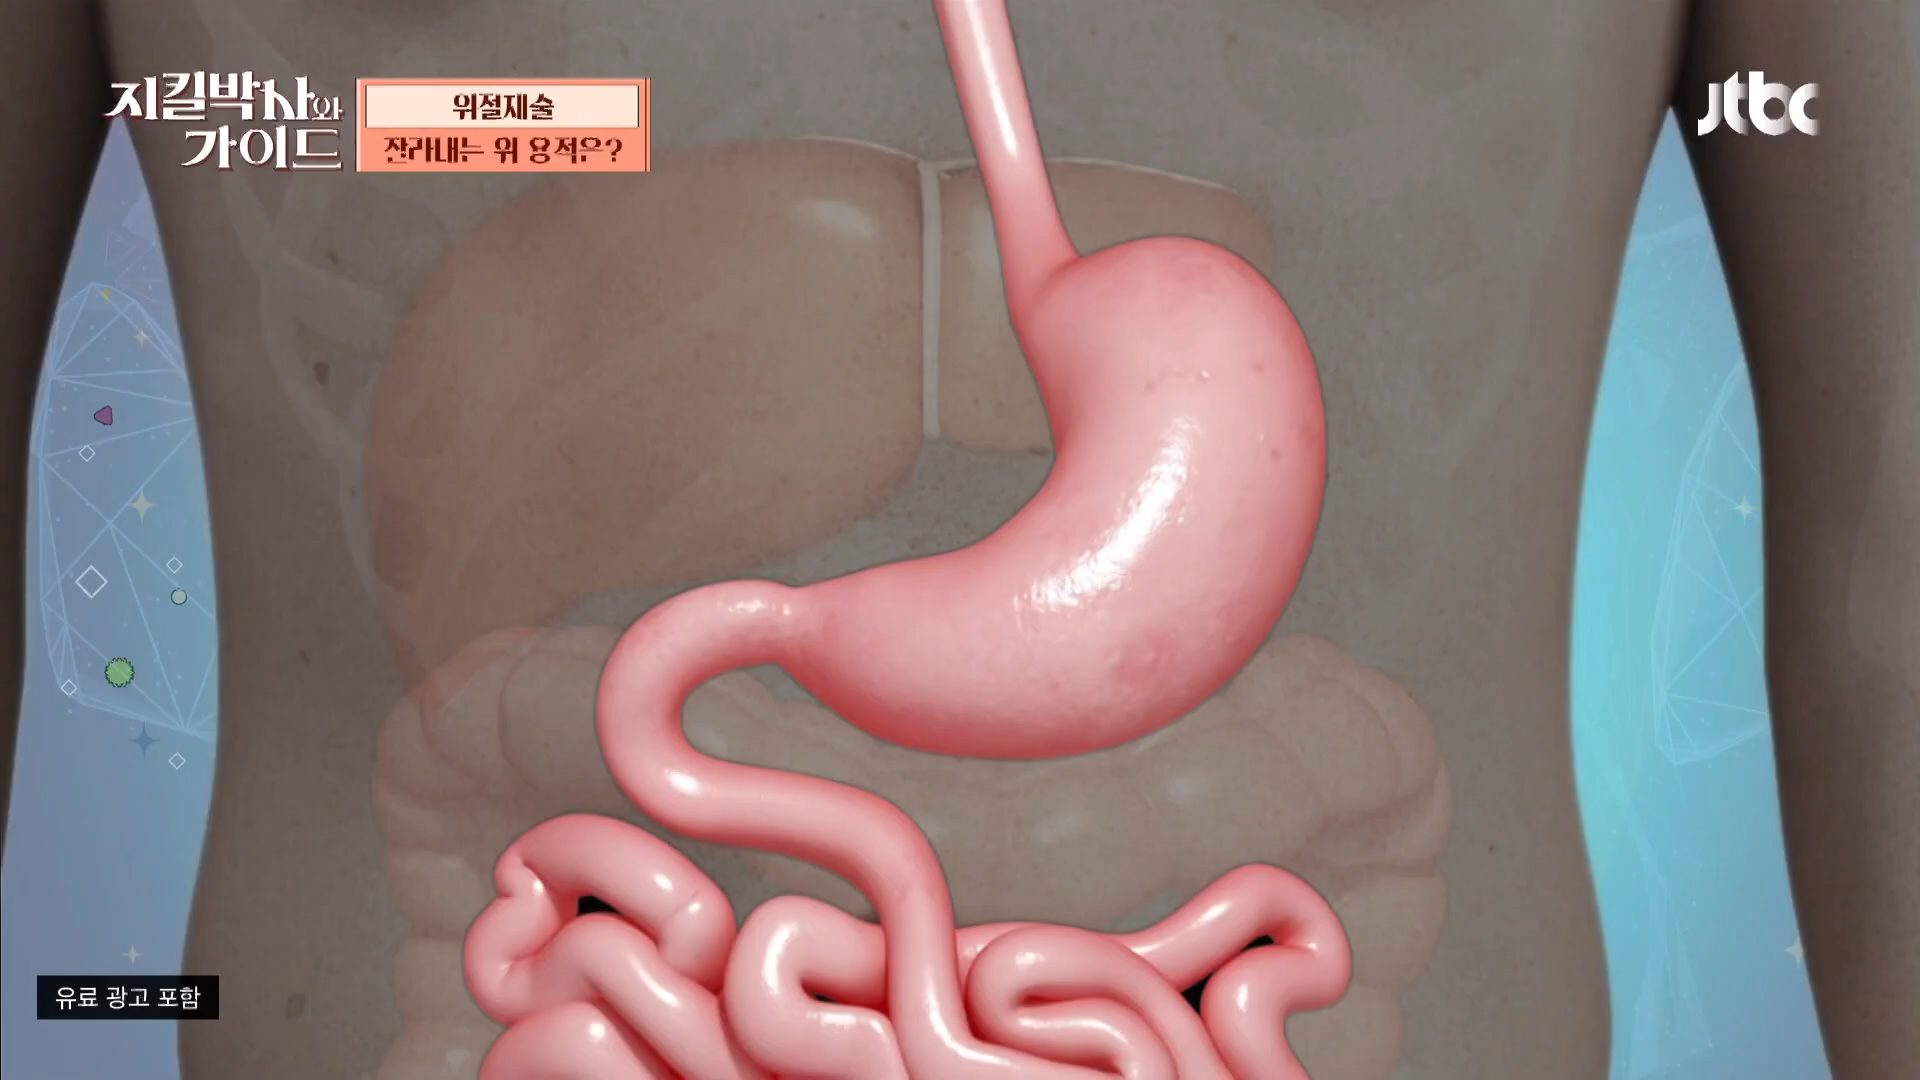 지킬박사와
가이드
위절제술
잘라내는 위 용적은?
jtbc
유료 광고 포함